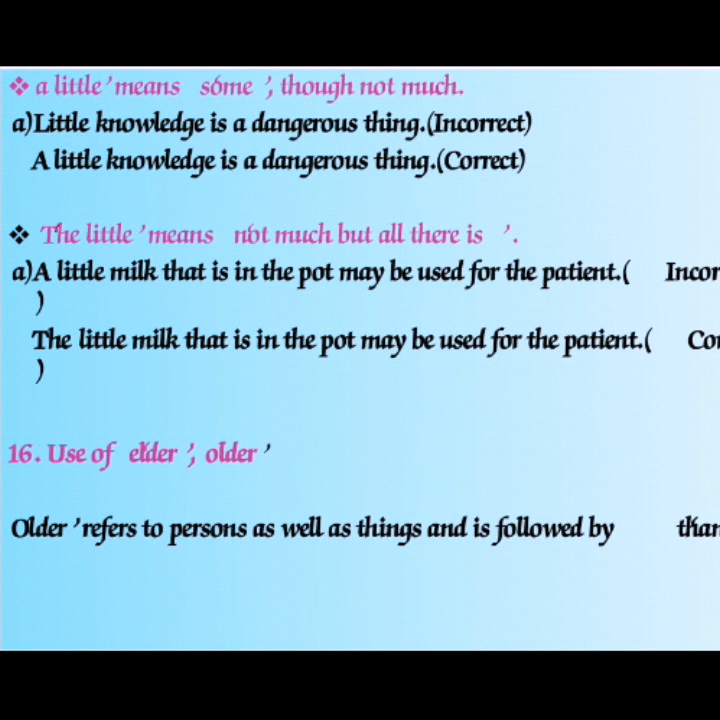 ❖ a little ’means ‘some ’, though not much.
a)Little knowledge is a dangerous thing.(Incorrect)
A little knowledge is a dangerous thing.(Correct)
❖ The little ’means ‘not much but all there is ’.
a)A little milk that is in the pot may be used for the patient.( Incor
)
The little milk that is in the pot may be used for the patient.( Cor
)
16. Use of ‘elder ’, older ’
Older ’refers to persons as well as things and is followed by ‘than